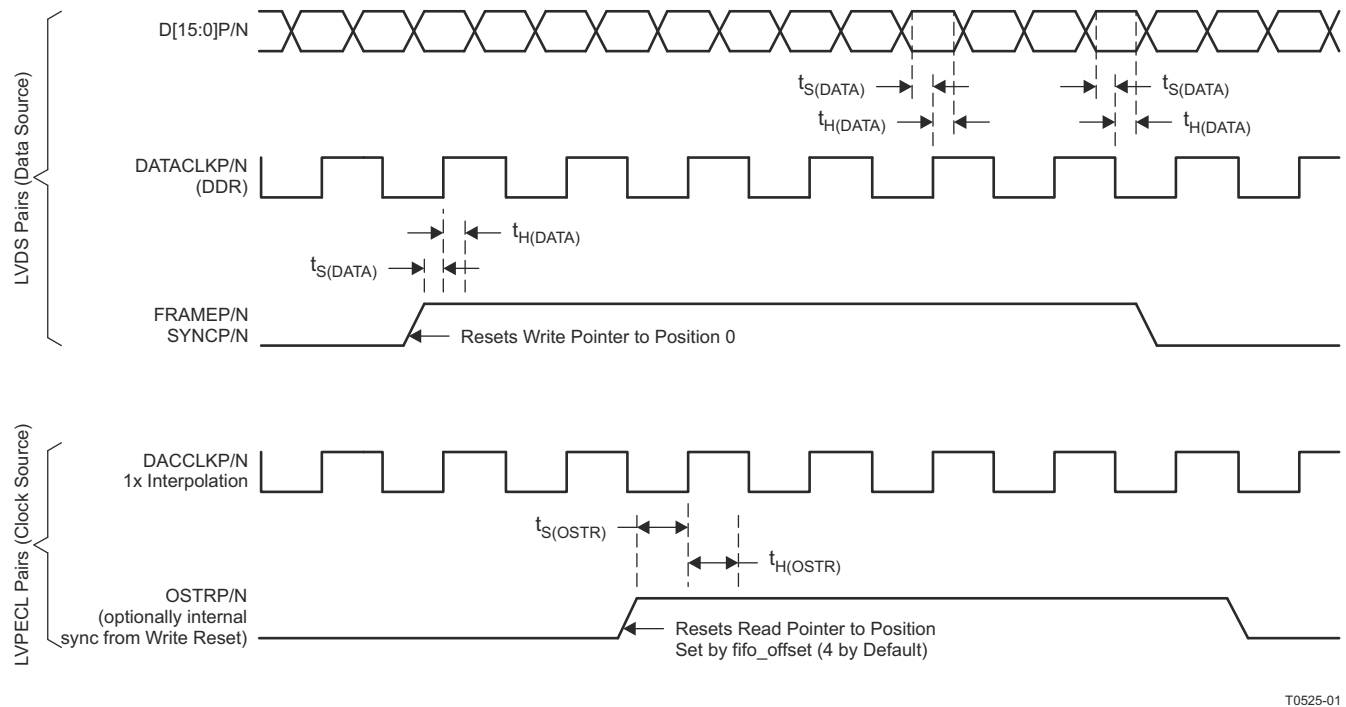 LVDS Pairs (Data Source)
D[15:0]P/N
tS(DATA)
tS(DATA)
tH(DATA)
tH(DATA)
DATACLKP/N
(DDR)
tH(DATA)
tS(DATA)
FRAMEP/N
SYNCP/N
Resets Write Pointer to Position 0
LVPECL Pairs (Clock Source)
DACCLKP/N
1x Interpolation
tS(OSTR)
tH(OSTR)
OSTRP/N
(optionally internal
sync from Write Reset)
Resets Read Pointer to Position
Set by fifo_offset (4 by Default)
T0525-01